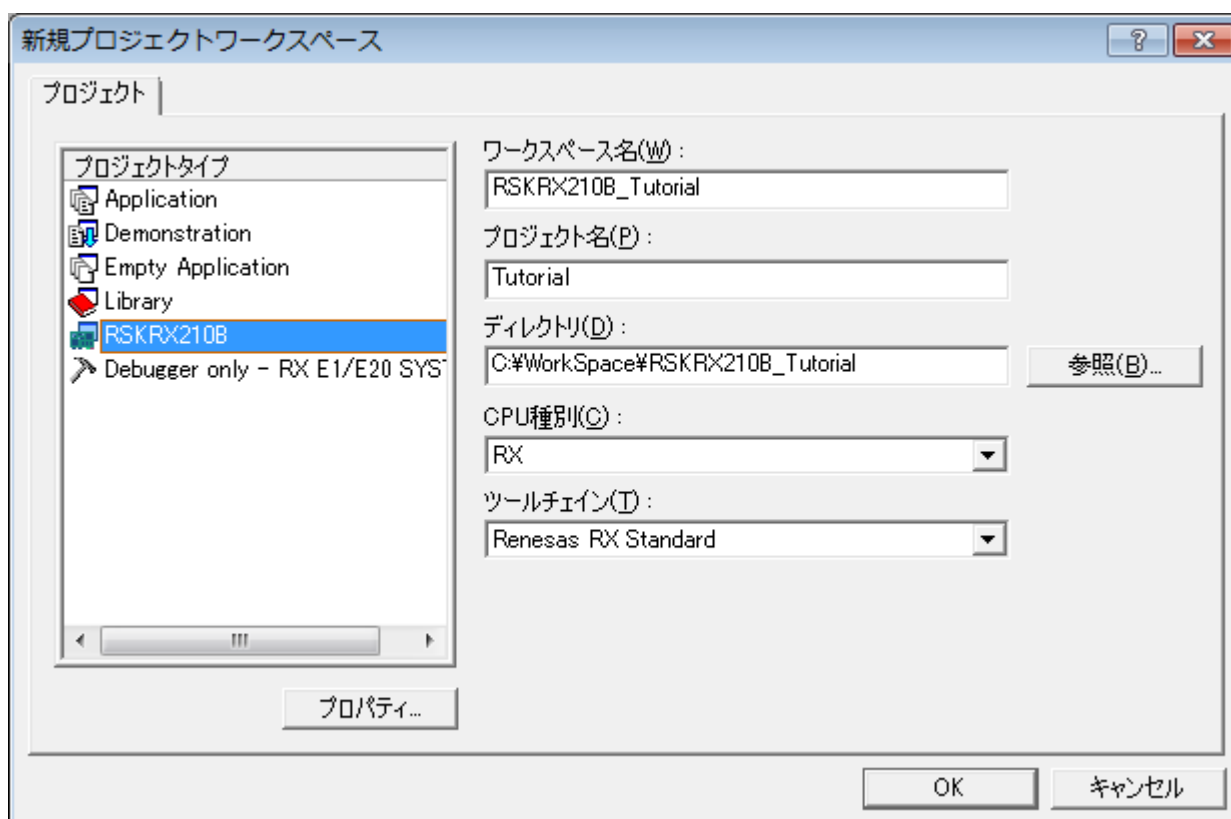 新規プロジェクトワークスペース
プロジェクト
プロジェクトタイプ
Application
Demonstration
Empty Application
Library
RSKRX210B
Debugger only - RX E1/E20 SYST
プロパティ...
ワークスペース名(W) :
RSKRX210B_Tutorial
プロジェクト名(P) :
Tutorial
ディレクトリ(D) :
C:¥WorkSpace¥RSKRX210B_Tutorial
参照(B)...
CPU種別(C) :
RX
ツールチェイン(T) :
Renesas RX Standard
OK
キャンセル